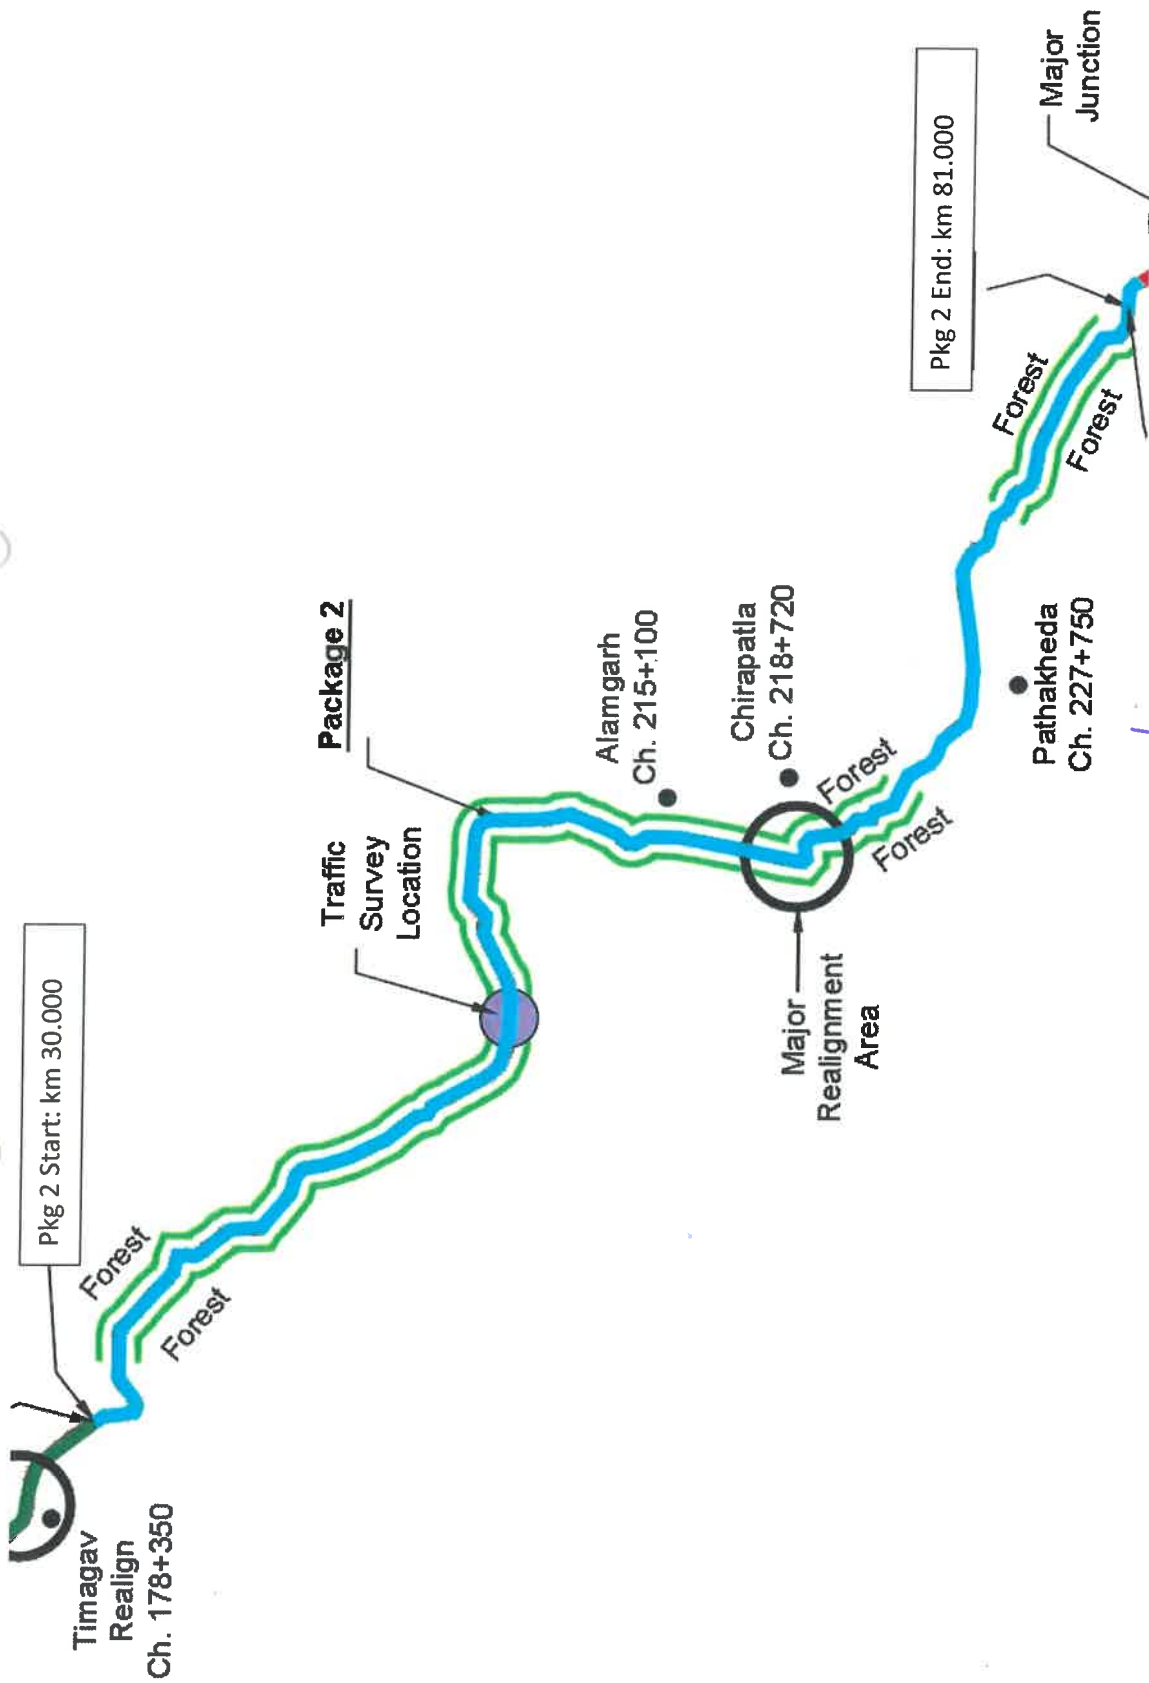 Timagav
Realign
Ch. 178+350
Pkg 2 Start: km 30.000
Forest
Forest
Traffic
Survey
Location
Package 2
Alamgarh
Ch. 215+100
Chirapatla
Ch. 218+720
Major
Realignment
Area
Forest
Forest
Pathakheda
Ch. 227+750
Forest
Forest
Pkg 2 End: km 81.000
Major
Junction